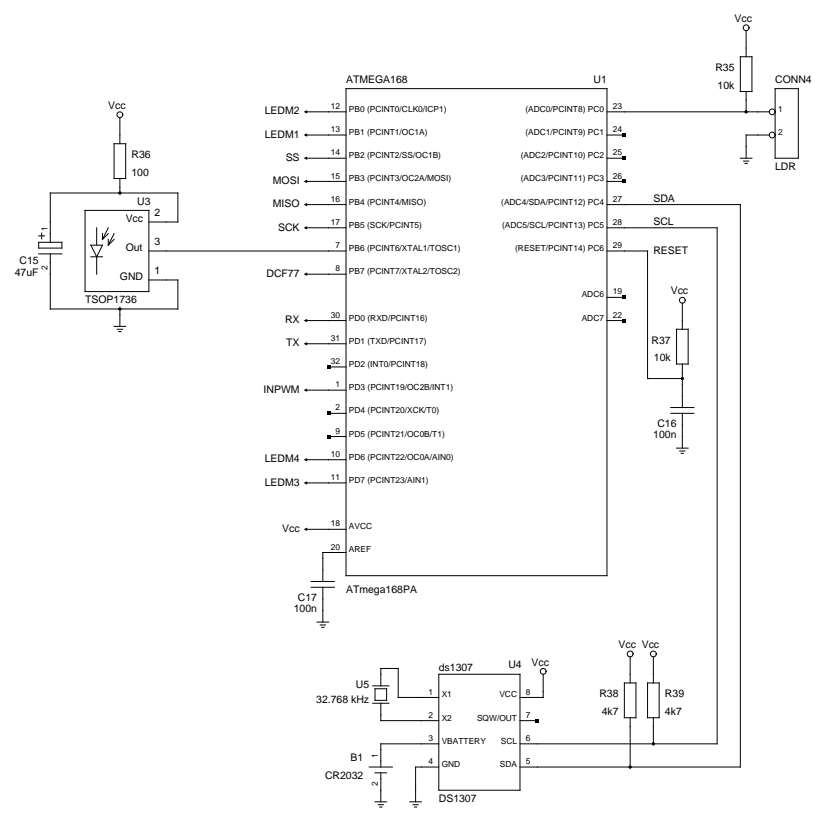 Vcc
R35
10k
CONN4
1
2
LDR
ATMEGA168
U1
LEDM2 12 PB0 (PCINT0/CLK0/ICP1)
(ADC0/PCINT8) PC0 23
LEDM1 13 PB1 (PCINT1/OC1A)
(ADC1/PCINT9) PC1 24
SS 14 PB2 (PCINT2/SS/OC1B)
(ADC2/PCINT10) PC2 25
MOSI 15 PB3 (PCINT3/OC2A/MOSI)
(ADC3/PCINT11) PC3 26
MISO 16 PB4 (PCINT4/MISO)
(ADC4/SDA/PCINT12) PC4 27 SDA
SCK 17 PB5 (SCK/PCINT5)
(ADC5/SCL/PCINT13) PC5 28 SCL
7 PB6 (PCINT6/XTAL1/TOSC1)
(RESET/PCINT14) PC6 29 RESET
DCF77 8 PB7 (PCINT7/XTAL2/TOSC2)
ADC6 19
RX 30 PD0 (RXD/PCINT16)
ADC7 22
TX 31 PD1 (TXD/PCINT17)
32 PD2 (INT0/PCINT18)
INPWM 1 PD3 (PCINT19/OC2B/INT1)
2 PD4 (PCINT20/XCK/T0)
9 PD5 (PCINT21/OC0B/T1)
LEDM4 10 PD6 (PCINT22/OC0A/AIN0)
LEDM3 11 PD7 (PCINT23/AIN1)
Vcc 18 AVCC
20 AREF
ATmega168PA
C17
100n
Vcc
R36
100
U3
Vcc 2
Out 3
GND 1
TSOP1736
+ 1
C15
47uF
2
Vcc
R37
10k
C16
100n
ds1307
U4
Vcc
U5
32.768 kHz
1 X1
VCC 8
2 X2
SQW/OUT 7
3 VBATTERY
SCL 6
4 GND
SDA 5
DS1307
B1
1
CR2032
2
Vcc Vcc
R38 R39
4k7 4k7